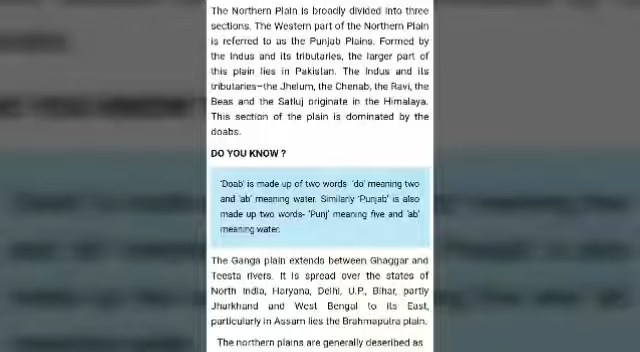 The Northern Plain is broadly divided into three
sections. The Western part of the Northern Plain
is referred to as the Punjab Plains. Formed by
the Indus and its tributaries, the larger part of
this plain lies in Pakistan. The Indus and its
tributaries–the Jhelum, the Chenab, the Ravi, the
Beas and the Satluj originate in the Himalaya.
This section of the plain is dominated by the
doabs.
DO YOU KNOW ?
'Doab' is made up of two words 'do' meaning two
and 'ab' meaning water. Similarly 'Punjab' is also
made up two words- 'Punj' meaning five and 'ab'
meaning water.
The Ganga plain extends between Ghaggar and
Teesta rivers. It is spread over the states of
North India, Haryana, Delhi, U.P., Bihar, partly
Jharkhand and West Bengal to its East,
particularly in Assam lies the Brahmaputra plain.
The northern plains are generally described as